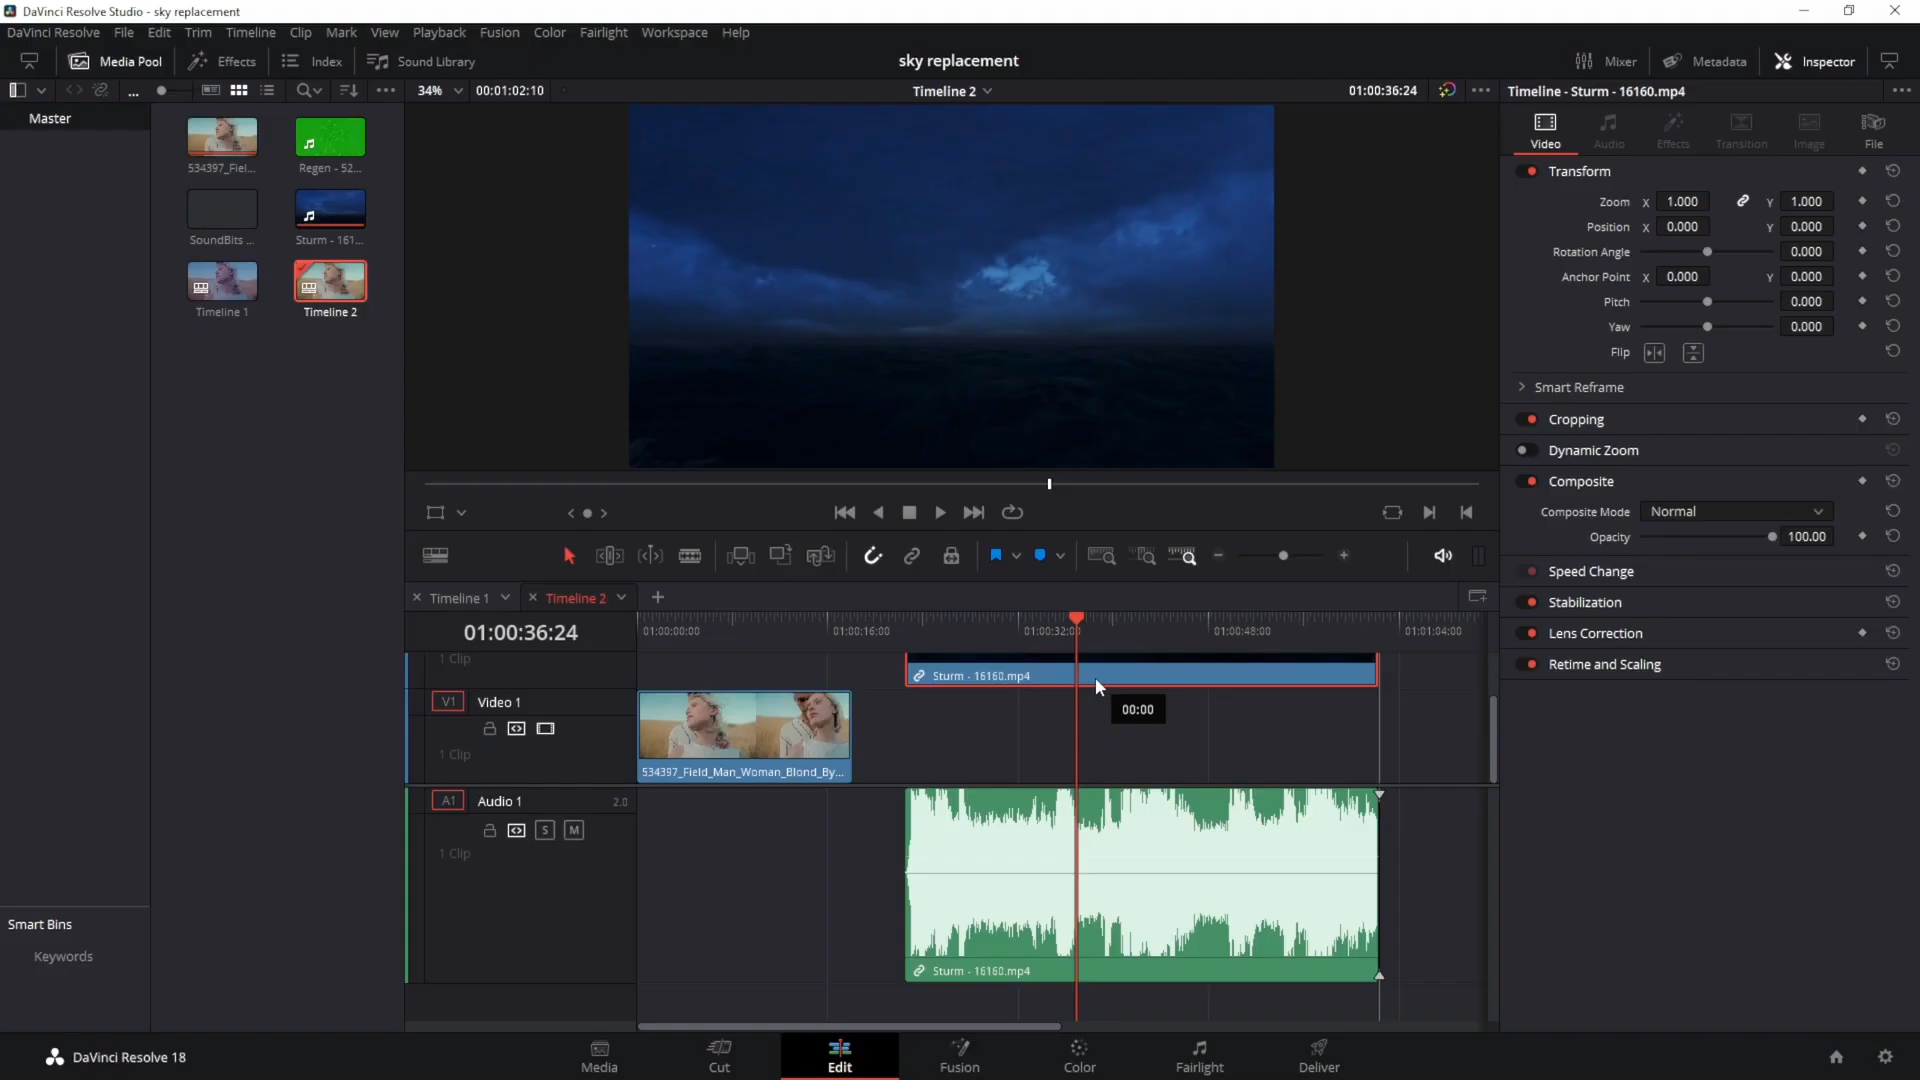 DaVinci Resolve Studio - sky replacement
DaVinci Resolve File Edit Trim Timeline Clip Mark View Playback Fusion Color Fairlight Workspace Help
Media Pool Effects Index Sound Library sky replacement Mixer Metadata Inspector
... 34% 00:01:02:10 Timeline 2 01:00:36:24 Timeline - Sturm - 16160.mp4
Master
534397_Fiel...
Regen - 52...
SoundBits ...
Sturm - 161...
Timeline 1
Timeline 2
Smart Bins
Keywords
Video Audio Effects Transition Image File
Transform
Zoom X 1.000 Y 1.000
Position X 0.000 Y 0.000
Rotation Angle 0.000
Anchor Point X 0.000 Y 0.000
Pitch 0.000
Yaw 0.000
Flip
Smart Reframe
Cropping
Dynamic Zoom
Composite
Composite Mode Normal
Opacity 100.00
Speed Change
Stabilization
Lens Correction
Retime and Scaling
Timeline 1 Timeline 2
01:00:36:24
01:00:00:00 01:00:16:00 01:00:32:00 01:00:48:00 01:01:04:00
1 Clip
Sturm - 16160.mp4
V1 Video 1
00:00
1 Clip
534397_Field_Man_Woman_Blond_By...
A1 Audio 1 2.0
S M
1 Clip
Sturm - 16160.mp4
DaVinci Resolve 18
Media Cut Edit Fusion Color Fairlight Deliver